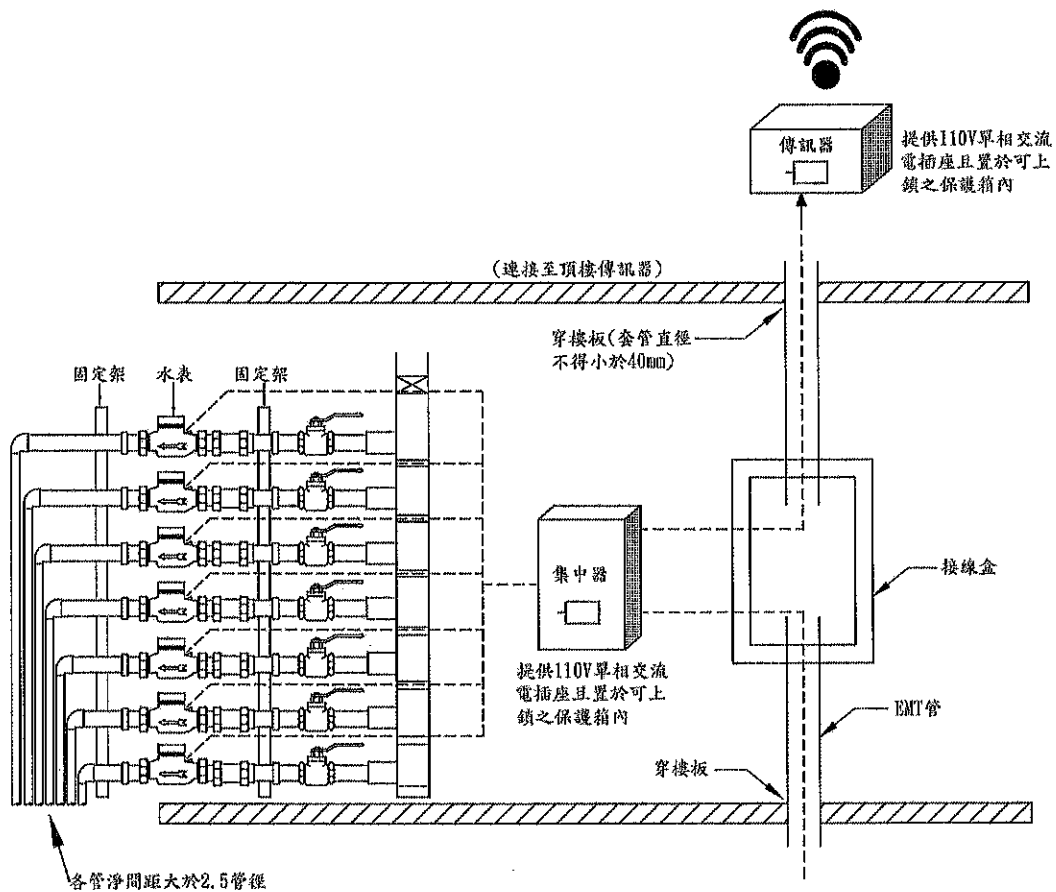 傳訊器
提供110V單相交流
電插座且置於可上
鎖之保護箱內
(連接至頂樓傳訊器)
穿樓板(套管直徑
不得小於40mm)
固定架
水表
固定架
集中器
接線盒
提供110V單相交流
電插座且置於可上
鎖之保護箱內
EMT管
穿樓板
各管淨間距大於2.5管徑